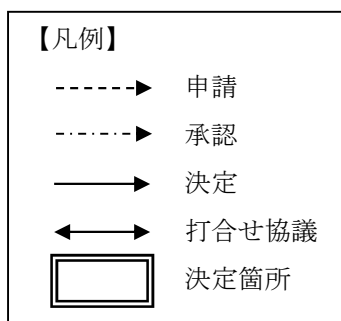 【凡例】
申請
承認
決定
打合せ協議
決定箇所